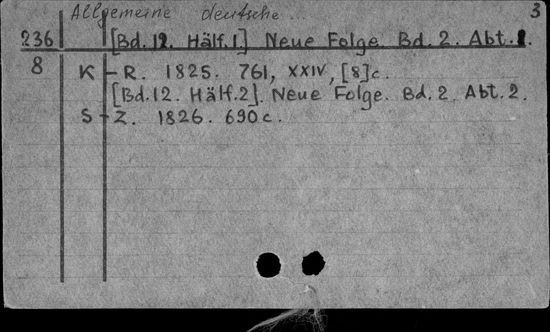 Allgemeine deutsche... 3
236 [Bd. 12. Hälf. 1] Neue Folge. Bd. 2. Abt. 1.
8 K – R. 1825. 761, XXIV, [8] c.
[Bd. 12. Hälf. 2]. Neue Folge. Bd. 2. Abt. 2.
S – Z. 1826. 690 c.